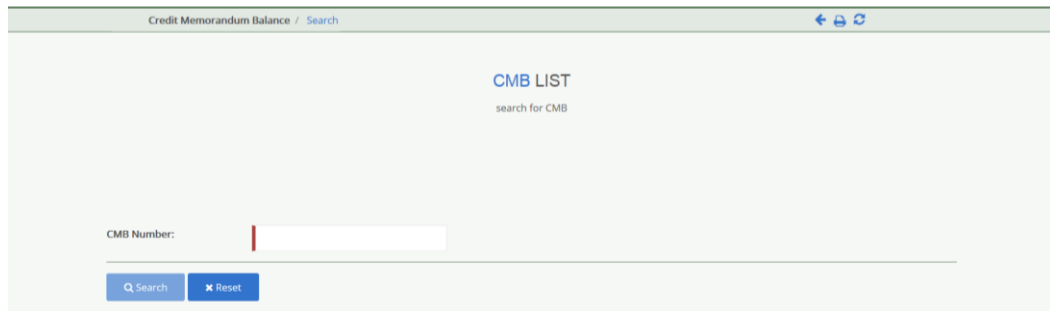 Credit Memorandum Balance / Search
CMB LIST
search for CMB
CMB Number:
Search Reset